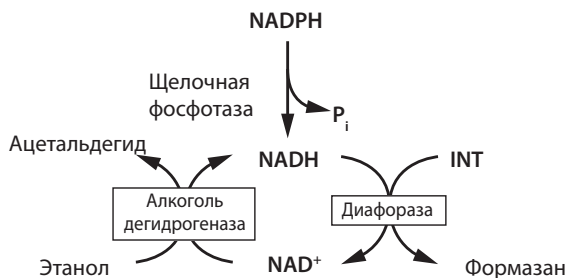 NADPH
Щелочная
фосфотаза
Pi
Ацетальдегид
NADH
INT
Алкоголь
дегидрогеназа
Диафораза
Этанол
NAD+
Формазан